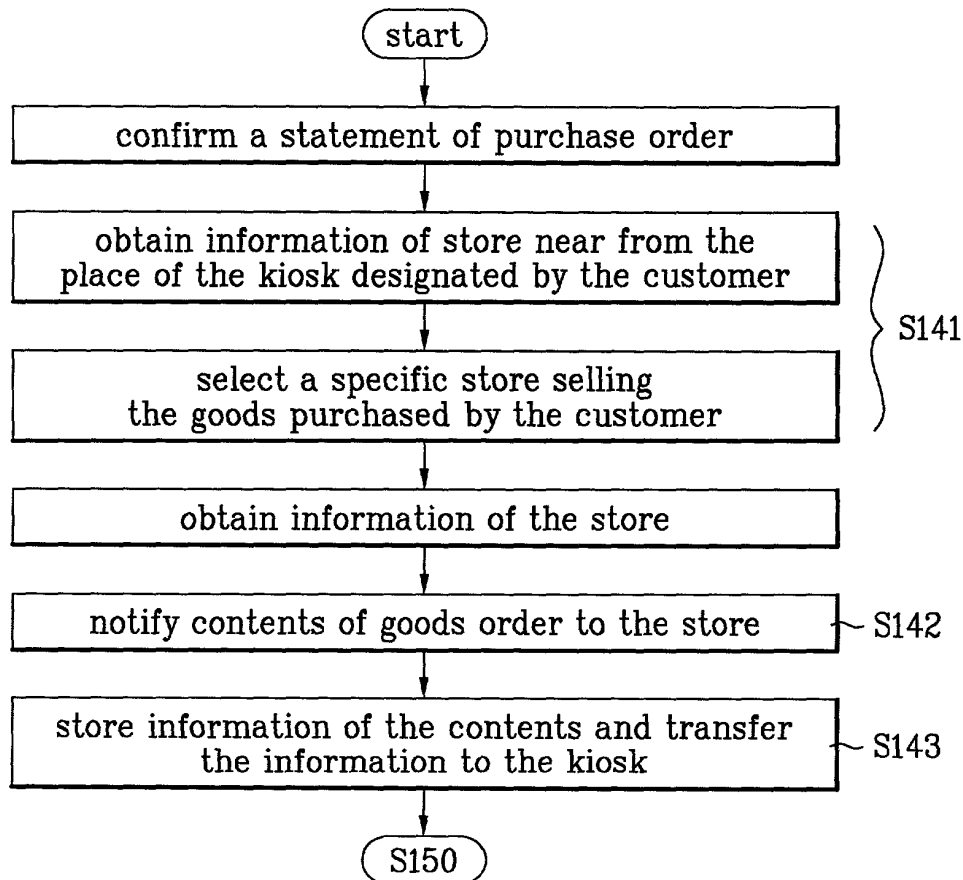 start
confirm a statement of purchase order
obtain information of store near from the
place of the kiosk designated by the customer
S141
select a specific store selling
the goods purchased by the customer
obtain information of the store
notify contents of goods order to the store
S142
store information of the contents and transfer
the information to the kiosk
S143
S150